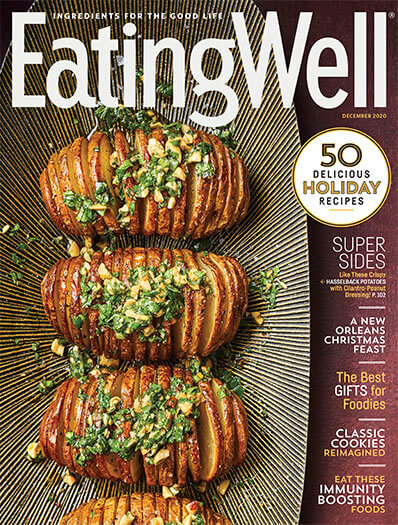 INGREDIENTS FOR THE GOOD LIFE
EatingWell®
DECEMBER 2020
50
DELICIOUS
HOLIDAY
RECIPES
SUPER
SIDES
Like These Crispy
← HASSELBACK POTATOES
with Cilantro-Peanut
Dressing! P. 102
A NEW
ORLEANS
CHRISTMAS
FEAST
The Best
GIFTS for
Foodies
CLASSIC
COOKIES
REIMAGINED
EAT THESE
IMMUNITY
BOOSTING
FOODS